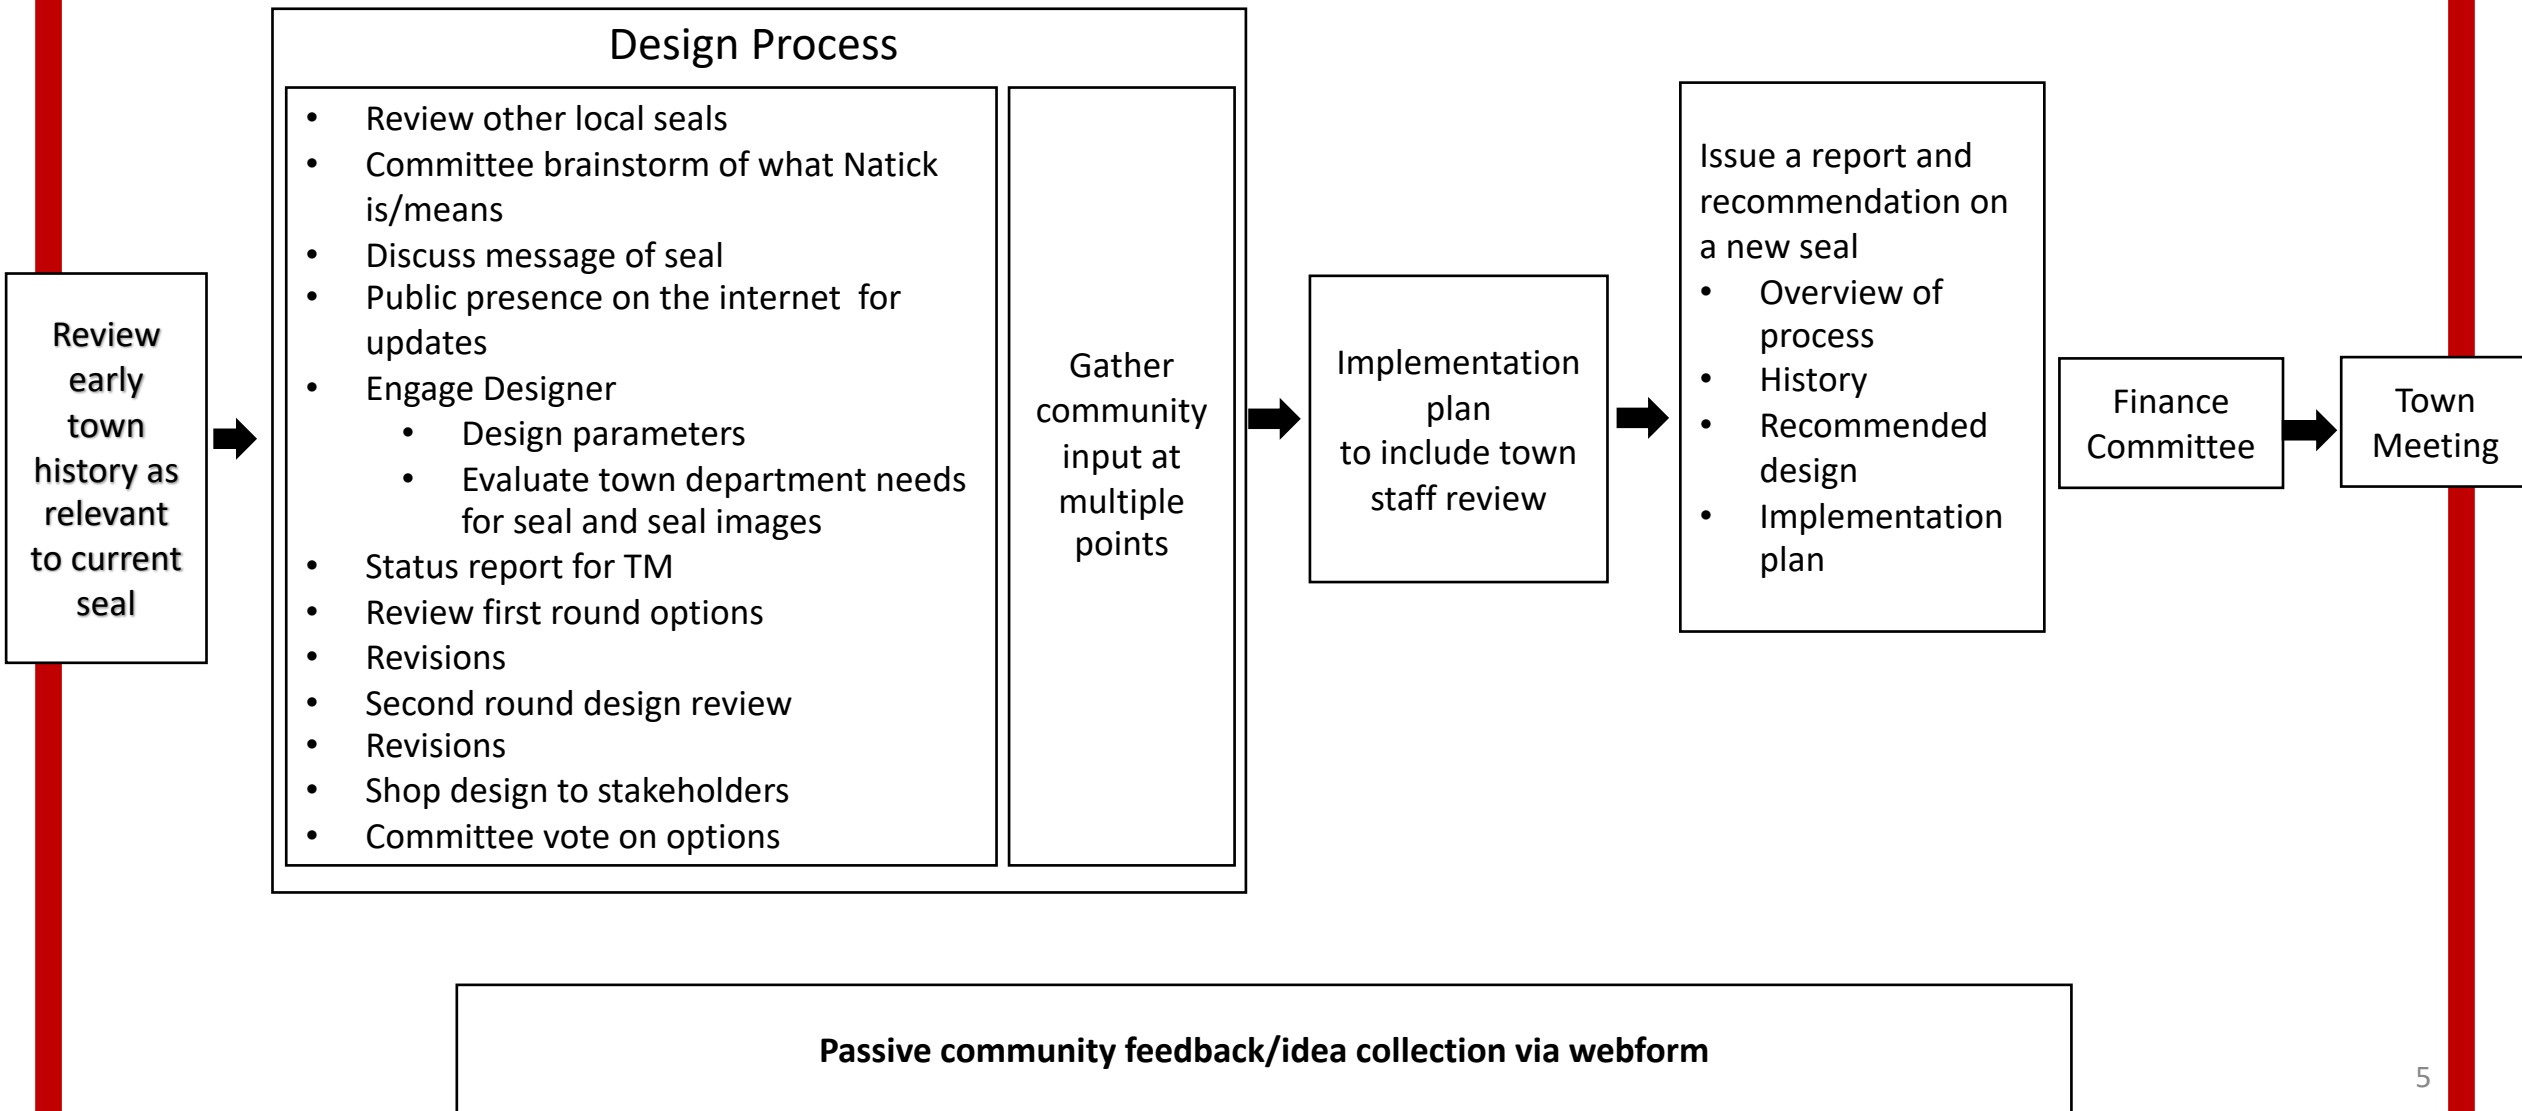 Design Process
Review
early
town
history as
relevant
to current
seal
• Review other local seals
• Committee brainstorm of what Natick
is/means
• Discuss message of seal
• Public presence on the internet  for
updates
• Engage Designer
• Design parameters
• Evaluate town department needs
for seal and seal images
• Status report for TM
• Review first round options
• Revisions
• Second round design review
• Revisions
• Shop design to stakeholders
• Committee vote on options
Gather
community
input at
multiple
points
Implementation
plan
to include town
staff review
Issue a report and
recommendation on
a new seal
• Overview of
process
• History
• Recommended
design
• Implementation
plan
Finance
Committee
Town
Meeting
Passive community feedback/idea collection via webform
5